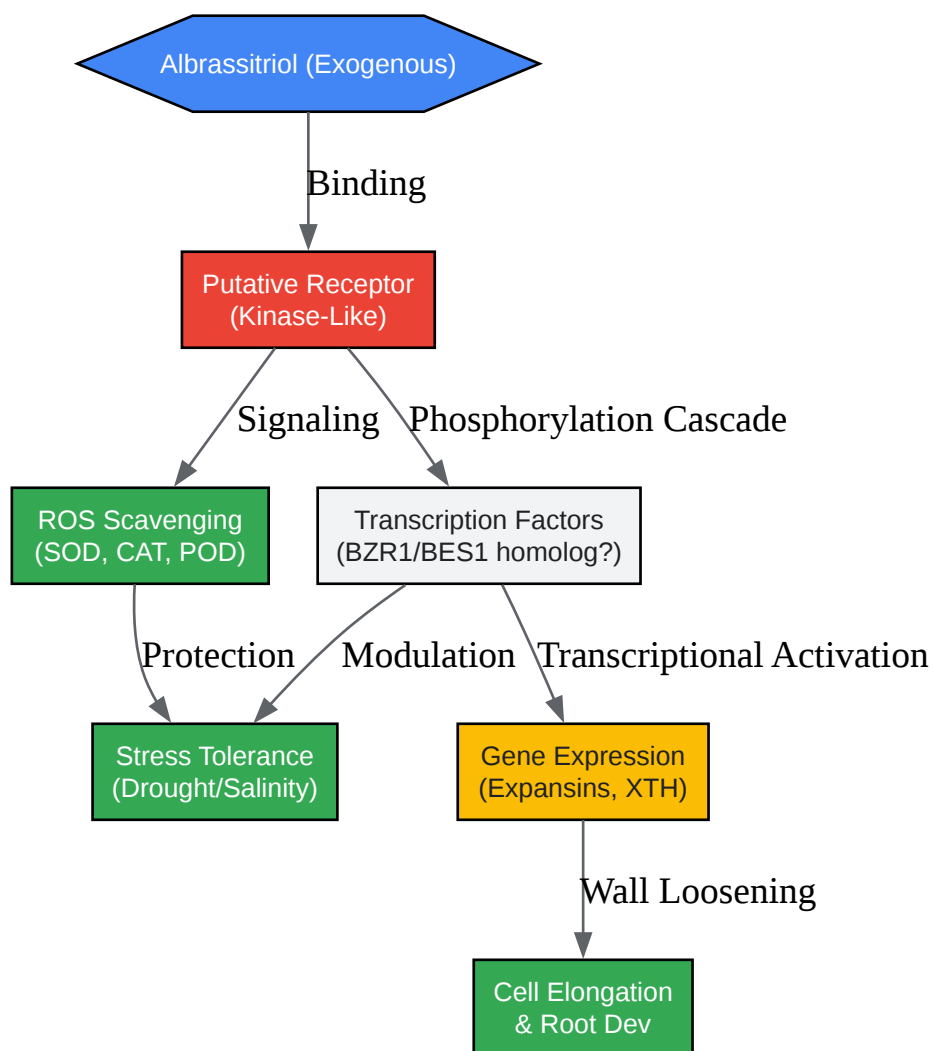 Albrassitriol (Exogenous)
Binding
Putative Receptor
(Kinase-Like)
Signaling
Phosphorylation Cascade
ROS Scavenging
(SOD, CAT, POD)
Transcription Factors
(BZR1/BES1 homolog?)
Protection
Modulation
Transcriptional Activation
Stress Tolerance
(Drought/Salinity)
Gene Expression
(Expansins, XTH)
Wall Loosening
Cell Elongation
& Root Dev